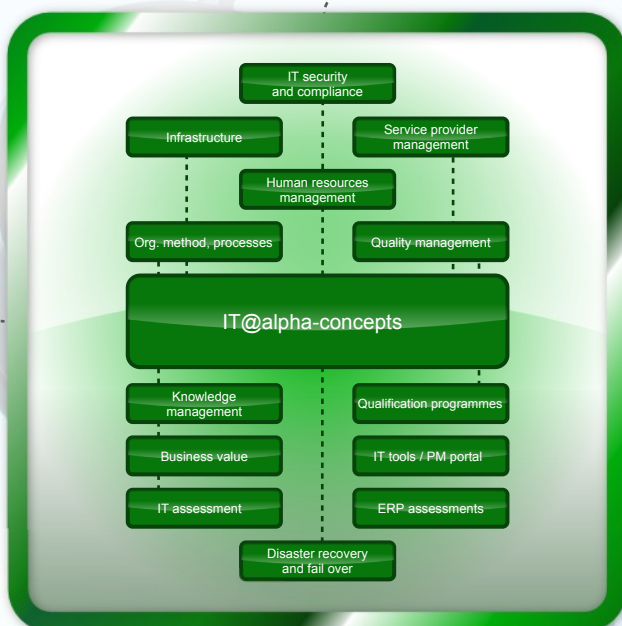 IT security
and compliance
Infrastructure
Service provider
management
Human resources
management
Org. method, processes
Quality management
IT@alpha-concepts
Knowledge
management
Qualification programmes
Business value
IT tools / PM portal
IT assessment
ERP assessments
Disaster recovery
and fail over